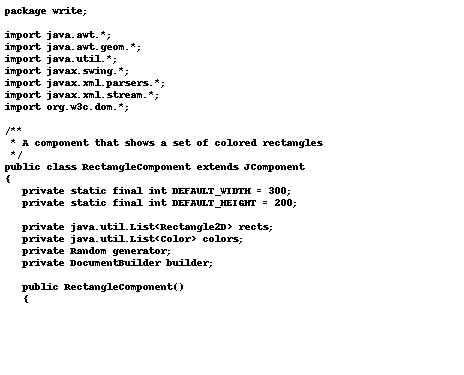 package write;

import java.awt.*;
import java.awt.geom.*;
import java.util.*;
import javax.swing.*;
import javax.xml.parsers.*;
import javax.xml.stream.*;
import org.w3c.dom.*;

/**
 * A component that shows a set of colored rectangles
 */
public class RectangleComponent extends JComponent
{
   private static final int DEFAULT_WIDTH = 300;
   private static final int DEFAULT_HEIGHT = 200;

   private java.util.List<Rectangle2D> rects;
   private java.util.List<Color> colors;
   private Random generator;
   private DocumentBuilder builder;

   public RectangleComponent()
   {